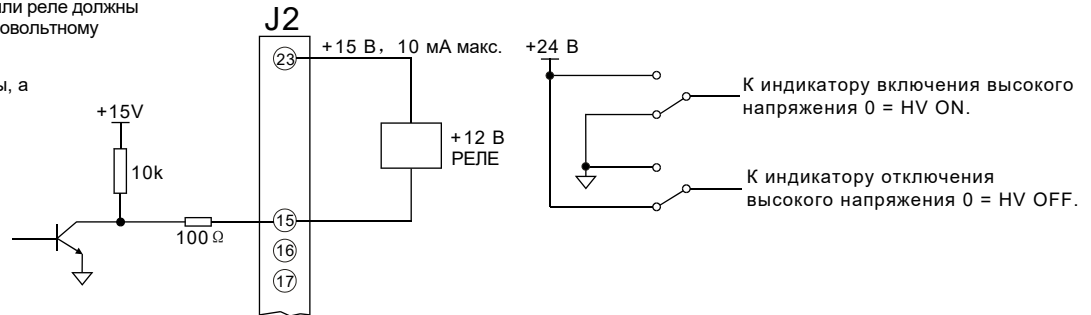 или реле должны
овольтному
ы, а
J2
23
+15 В, 10 мА макс.
+24 В
+15V
10k
+12 В
РЕЛЕ
К индикатору включения высокого
напряжения 0 = HV ON.
К индикатору отключения
высокого напряжения 0 = HV OFF.
100 Ω
15
16
17